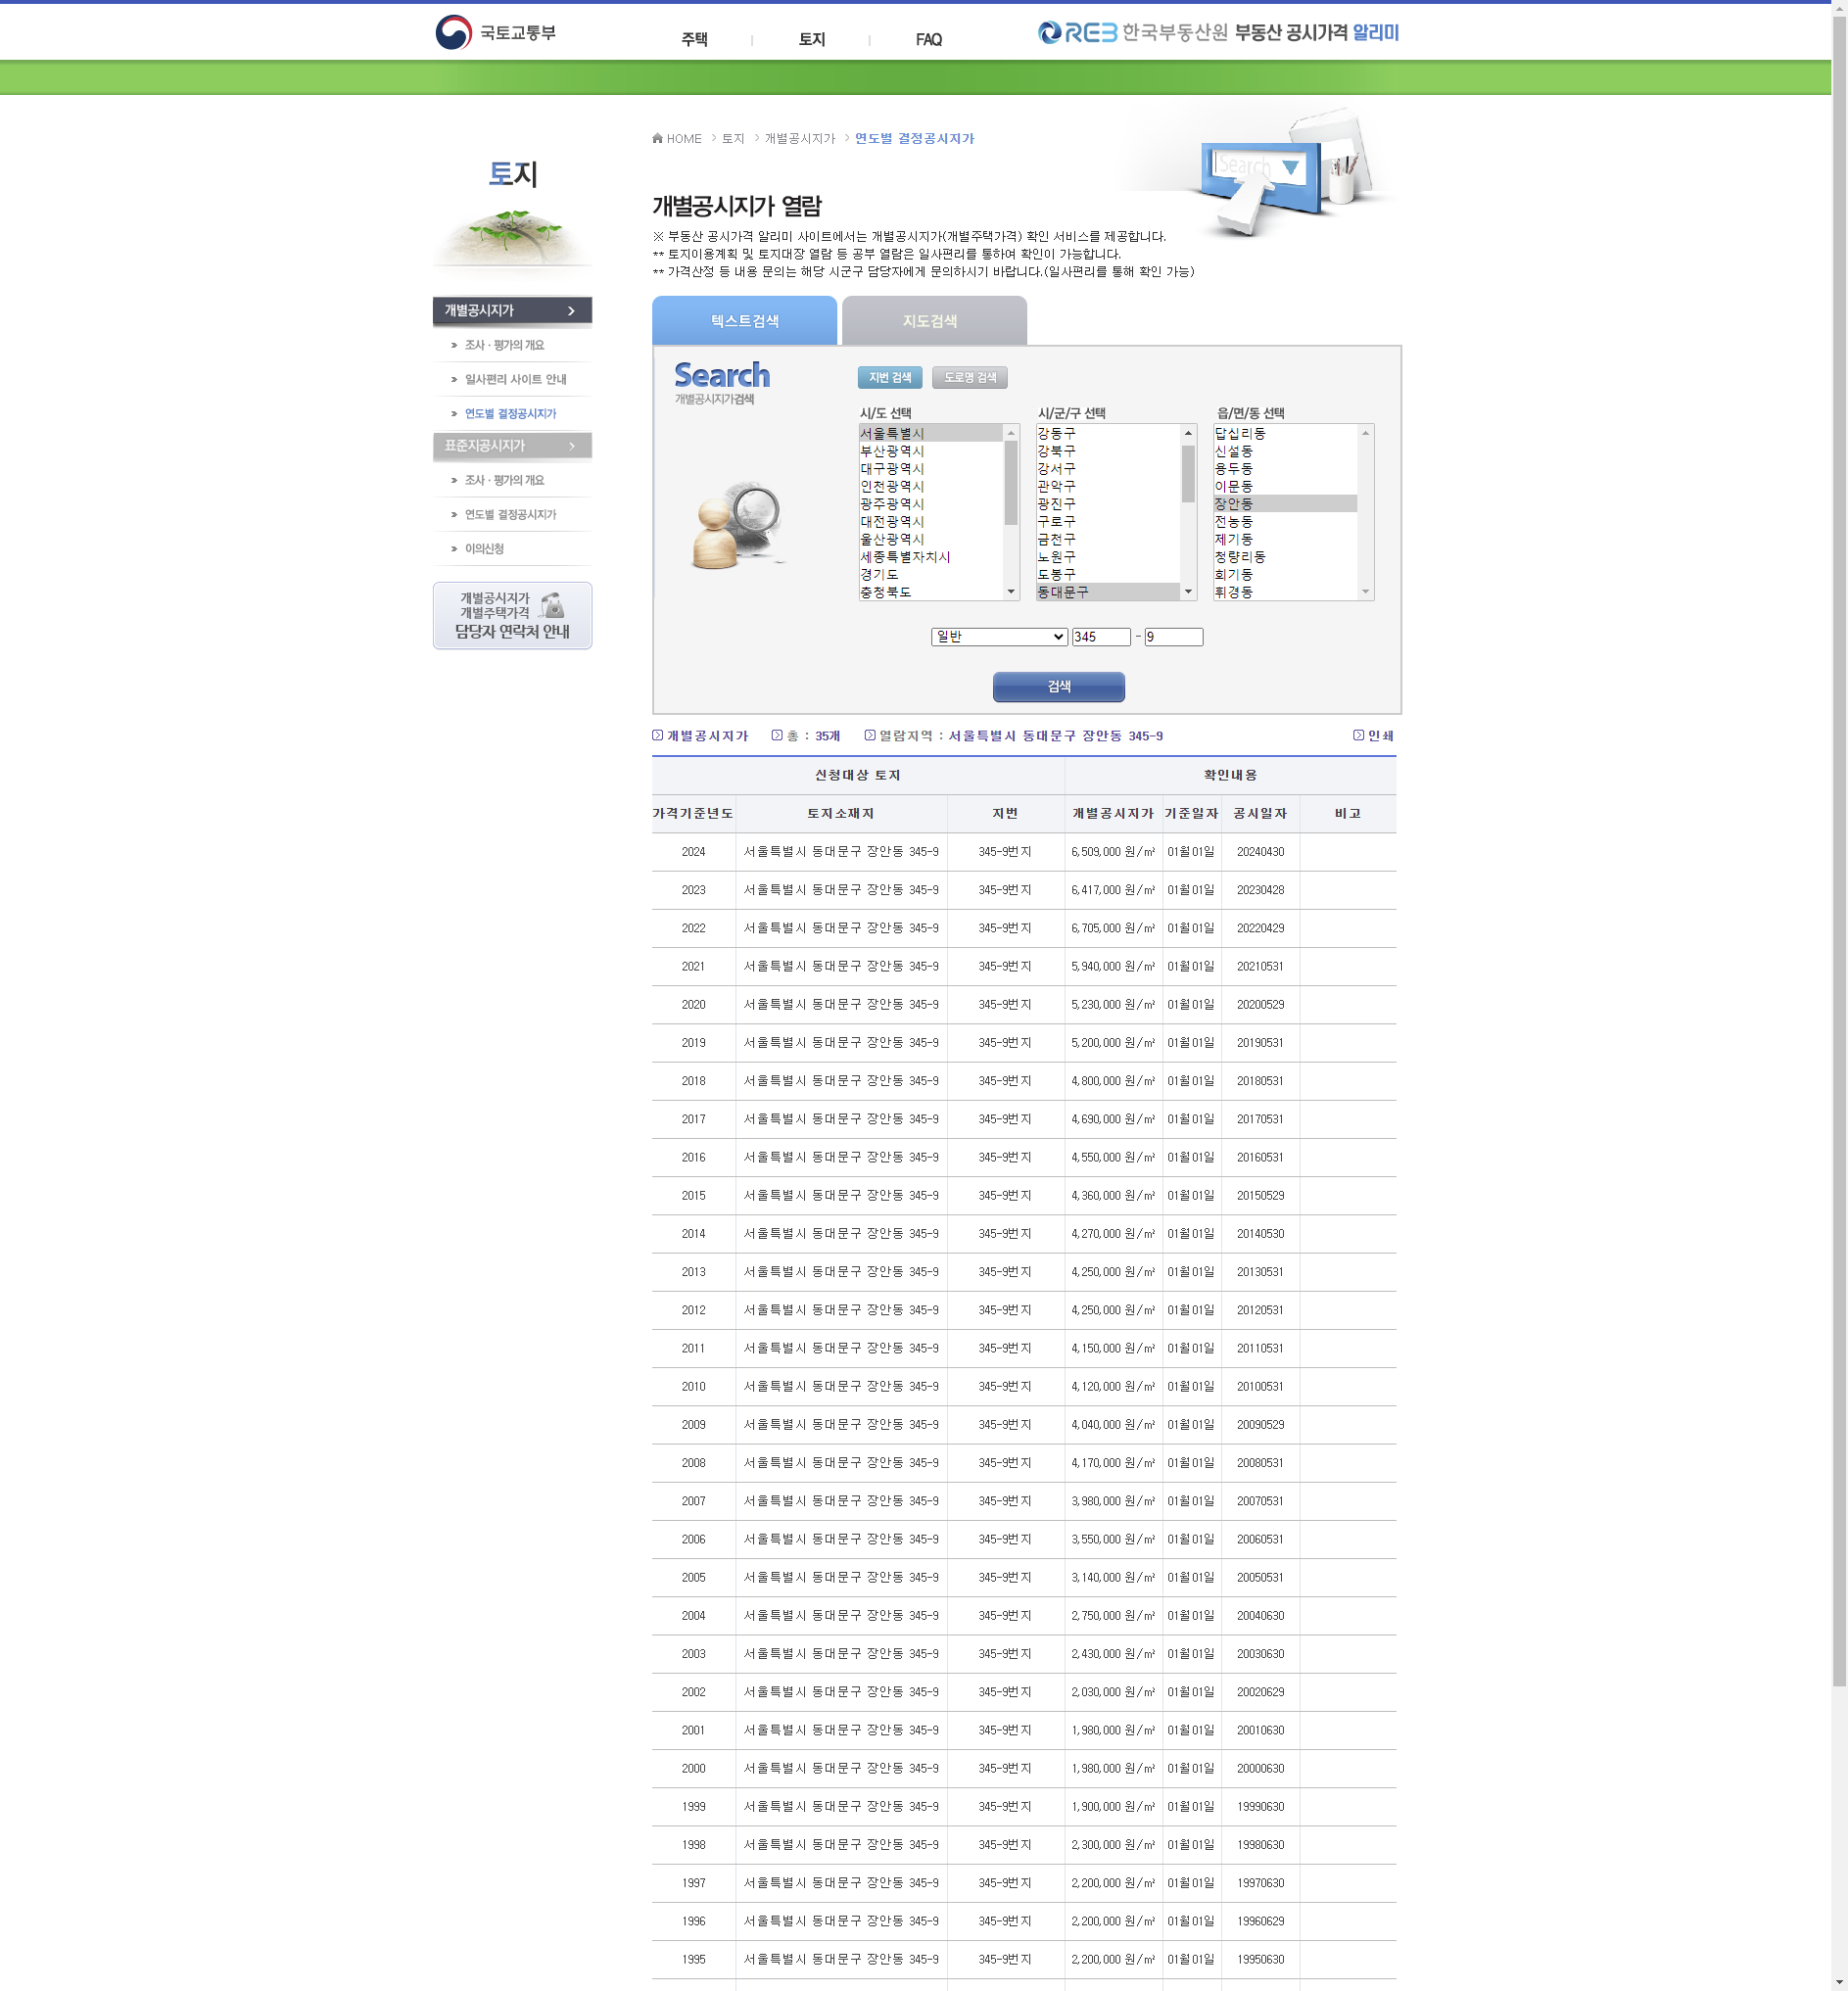 국토교통부
주택
토지
FAQ
REB 한국부동산원 부동산 공시가격 알리미
HOME > 토지 > 개별공시지가 > 연도별 결정공시지가
Search
토지
개별공시지가 열람
※ 부동산 공시가격 알리미 사이트에서는 개별공시지가(개별주택가격) 확인 서비스를 제공합니다.
** 토지이용계획 및 토지대장 열람 등 공부 열람은 일사편리를 통하여 확인이 가능합니다.
** 가격산정 등 내용 문의는 해당 시군구 담당자에게 문의하시기 바랍니다.(일사편리를 통해 확인 가능)
개별공시지가
조사 · 평가의 개요
일사편리 사이트 안내
연도별 결정공시지가
표준지공시지가
조사 · 평가의 개요
연도별 결정공시지가
이의신청
개별공시지가
개별주택가격
담당자 연락처 안내
텍스트검색
지도검색
Search
개별공시지가검색
지번 검색
도로명 검색
시/도 선택
서울특별시
부산광역시
대구광역시
인천광역시
광주광역시
대전광역시
울산광역시
세종특별자치시
경기도
충청북도
시/군/구 선택
강동구
강북구
강서구
관악구
광진구
구로구
금천구
노원구
도봉구
동대문구
읍/면/동 선택
답십리동
신설동
용두동
이문동
장안동
전농동
제기동
청량리동
회기동
휘경동
일반 345 - 9
검색
개별공시지가 총 : 35개 열람지역 : 서울특별시 동대문구 장안동 345-9 인쇄
신청대상 토지 확인내용
가격기준년도 토지소재지 지번 개별공시지가 기준일자 공시일자 비고
2024 서울특별시 동대문구 장안동 345-9 345-9번지 6,509,000 원/㎡ 01월01일 20240430
2023 서울특별시 동대문구 장안동 345-9 345-9번지 6,417,000 원/㎡ 01월01일 20230428
2022 서울특별시 동대문구 장안동 345-9 345-9번지 6,705,000 원/㎡ 01월01일 20220429
2021 서울특별시 동대문구 장안동 345-9 345-9번지 5,940,000 원/㎡ 01월01일 20210531
2020 서울특별시 동대문구 장안동 345-9 345-9번지 5,230,000 원/㎡ 01월01일 20200529
2019 서울특별시 동대문구 장안동 345-9 345-9번지 5,200,000 원/㎡ 01월01일 20190531
2018 서울특별시 동대문구 장안동 345-9 345-9번지 4,800,000 원/㎡ 01월01일 20180531
2017 서울특별시 동대문구 장안동 345-9 345-9번지 4,690,000 원/㎡ 01월01일 20170531
2016 서울특별시 동대문구 장안동 345-9 345-9번지 4,550,000 원/㎡ 01월01일 20160531
2015 서울특별시 동대문구 장안동 345-9 345-9번지 4,360,000 원/㎡ 01월01일 20150529
2014 서울특별시 동대문구 장안동 345-9 345-9번지 4,270,000 원/㎡ 01월01일 20140530
2013 서울특별시 동대문구 장안동 345-9 345-9번지 4,250,000 원/㎡ 01월01일 20130531
2012 서울특별시 동대문구 장안동 345-9 345-9번지 4,250,000 원/㎡ 01월01일 20120531
2011 서울특별시 동대문구 장안동 345-9 345-9번지 4,150,000 원/㎡ 01월01일 20110531
2010 서울특별시 동대문구 장안동 345-9 345-9번지 4,120,000 원/㎡ 01월01일 20100531
2009 서울특별시 동대문구 장안동 345-9 345-9번지 4,040,000 원/㎡ 01월01일 20090529
2008 서울특별시 동대문구 장안동 345-9 345-9번지 4,170,000 원/㎡ 01월01일 20080531
2007 서울특별시 동대문구 장안동 345-9 345-9번지 3,980,000 원/㎡ 01월01일 20070531
2006 서울특별시 동대문구 장안동 345-9 345-9번지 3,550,000 원/㎡ 01월01일 20060531
2005 서울특별시 동대문구 장안동 345-9 345-9번지 3,140,000 원/㎡ 01월01일 20050531
2004 서울특별시 동대문구 장안동 345-9 345-9번지 2,750,000 원/㎡ 01월01일 20040630
2003 서울특별시 동대문구 장안동 345-9 345-9번지 2,430,000 원/㎡ 01월01일 20030630
2002 서울특별시 동대문구 장안동 345-9 345-9번지 2,030,000 원/㎡ 01월01일 20020629
2001 서울특별시 동대문구 장안동 345-9 345-9번지 1,980,000 원/㎡ 01월01일 20010630
2000 서울특별시 동대문구 장안동 345-9 345-9번지 1,980,000 원/㎡ 01월01일 20000630
1999 서울특별시 동대문구 장안동 345-9 345-9번지 1,900,000 원/㎡ 01월01일 19990630
1998 서울특별시 동대문구 장안동 345-9 345-9번지 2,300,000 원/㎡ 01월01일 19980630
1997 서울특별시 동대문구 장안동 345-9 345-9번지 2,200,000 원/㎡ 01월01일 19970630
1996 서울특별시 동대문구 장안동 345-9 345-9번지 2,200,000 원/㎡ 01월01일 19960629
1995 서울특별시 동대문구 장안동 345-9 345-9번지 2,200,000 원/㎡ 01월01일 19950630